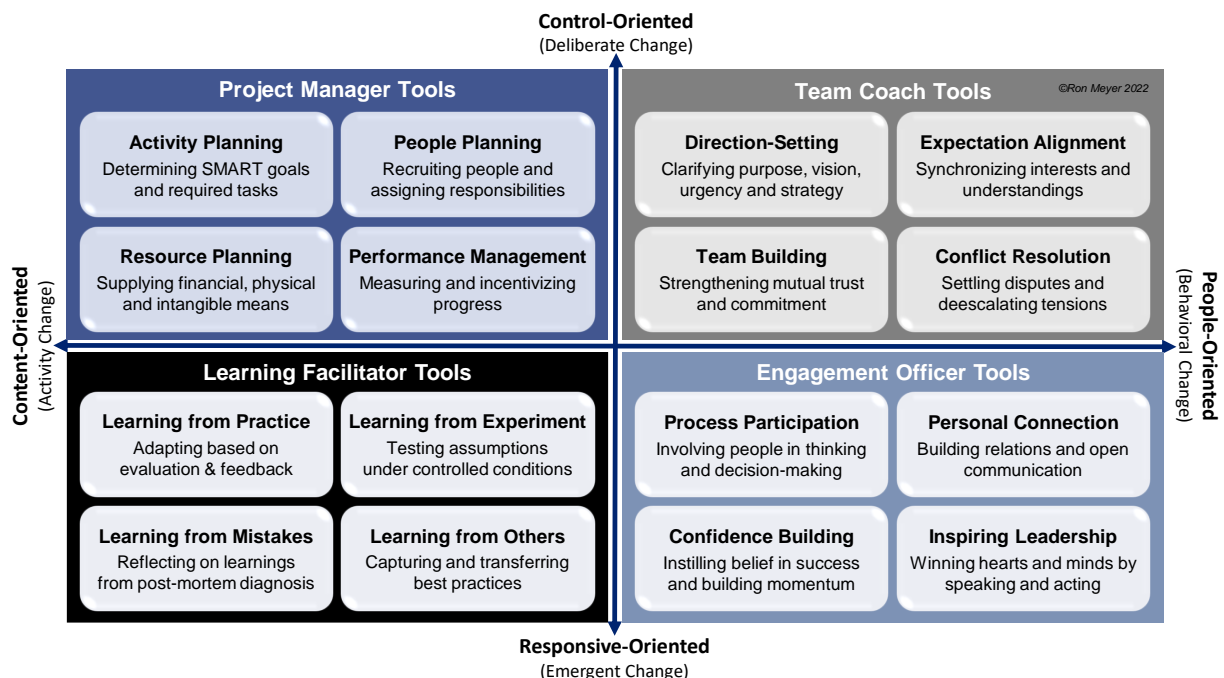 Control-Oriented
(Deliberate Change)
Project Manager Tools
Activity Planning
Determining SMART goals
and required tasks
People Planning
Recruiting people and
assigning responsibilities
Resource Planning
Supplying financial, physical
and intangible means
Performance Management
Measuring and incentivizing
progress
Team Coach Tools
©Ron Meyer 2022
Direction-Setting
Clarifying purpose, vision,
urgency and strategy
Expectation Alignment
Synchronizing interests and
understandings
Team Building
Strengthening mutual trust
and commitment
Conflict Resolution
Settling disputes and
deescalating tensions
Content-Oriented
(Activity Change)
People-Oriented
(Behavioral Change)
Learning Facilitator Tools
Learning from Practice
Adapting based on
evaluation & feedback
Learning from Experiment
Testing assumptions
under controlled conditions
Learning from Mistakes
Reflecting on learnings
from post-mortem diagnosis
Learning from Others
Capturing and transferring
best practices
Engagement Officer Tools
Process Participation
Involving people in thinking
and decision-making
Personal Connection
Building relations and open
communication
Confidence Building
Instilling belief in success
and building momentum
Inspiring Leadership
Winning hearts and minds by
speaking and acting
Responsive-Oriented
(Emergent Change)